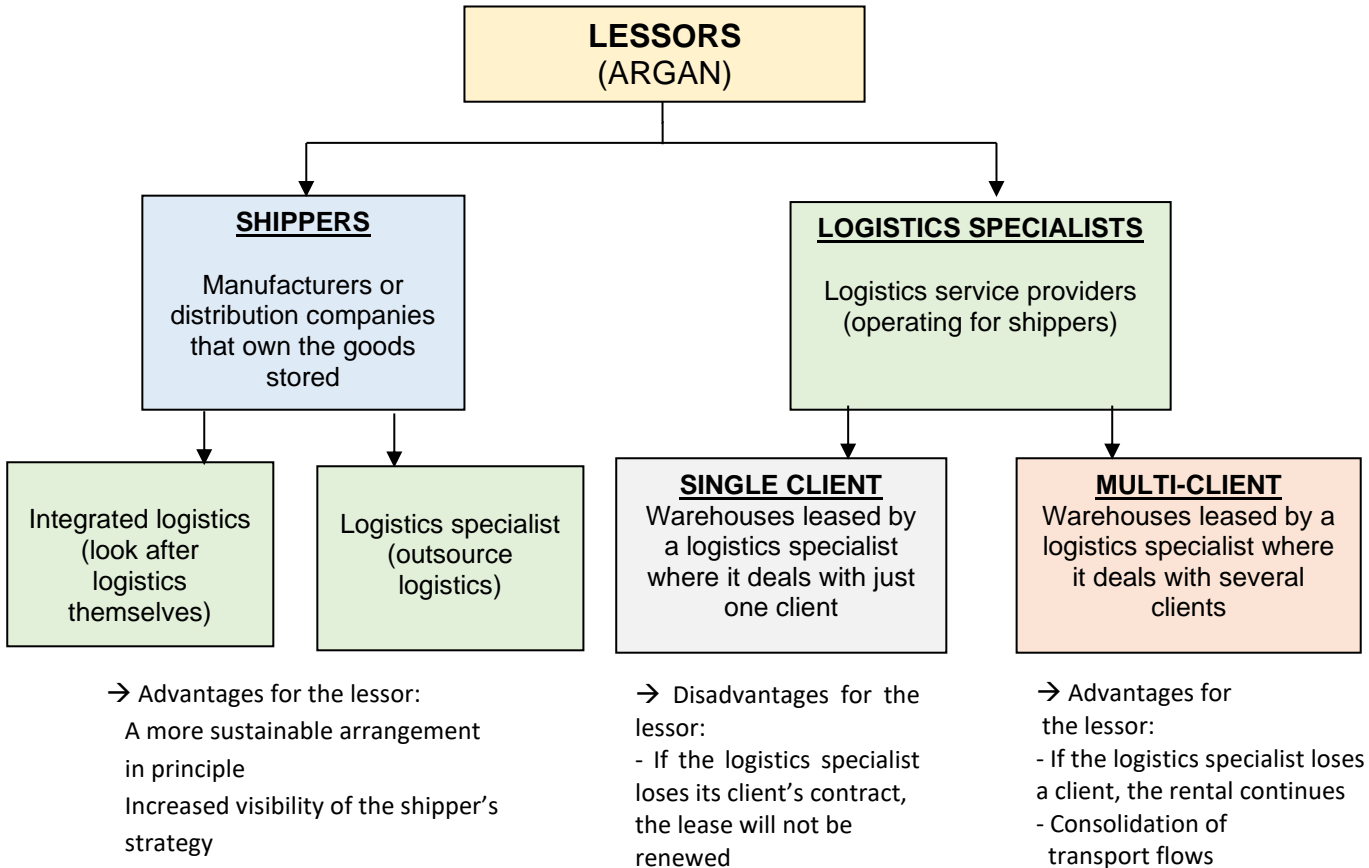 LESSORS
(ARGAN)
SHIPPERS
Manufacturers or
distribution companies
that own the goods
stored
LOGISTICS SPECIALISTS
Logistics service providers
(operating for shippers)
Integrated logistics
(look after
logistics
themselves)
Logistics specialist
(outsource
logistics)
SINGLE CLIENT
Warehouses leased by
a logistics specialist
where it deals with just
one client
MULTI-CLIENT
Warehouses leased by a
logistics specialist where
it deals with several
clients
→ Advantages for the lessor:
A more sustainable arrangement
in principle
Increased visibility of the shipper's
strategy
→ Disadvantages for the
lessor:
- If the logistics specialist
loses its client's contract,
the lease will not be
renewed
→ Advantages for
the lessor:
- If the logistics specialist loses
a client, the rental continues
- Consolidation of
transport flows